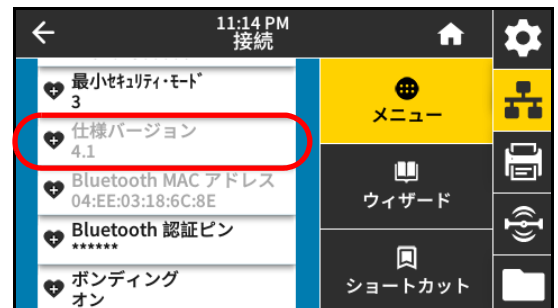 11:14 PM
接続
最小ｾｷｭﾘﾃｨ･ﾓｰﾄﾞ
3
仕様バージョン
4.1
Bluetooth MAC アドレス
04:EE:03:18:6C:8E
Bluetooth 認証ピン
******
ボンディング
オン
メニュー
ウィザード
ショートカット